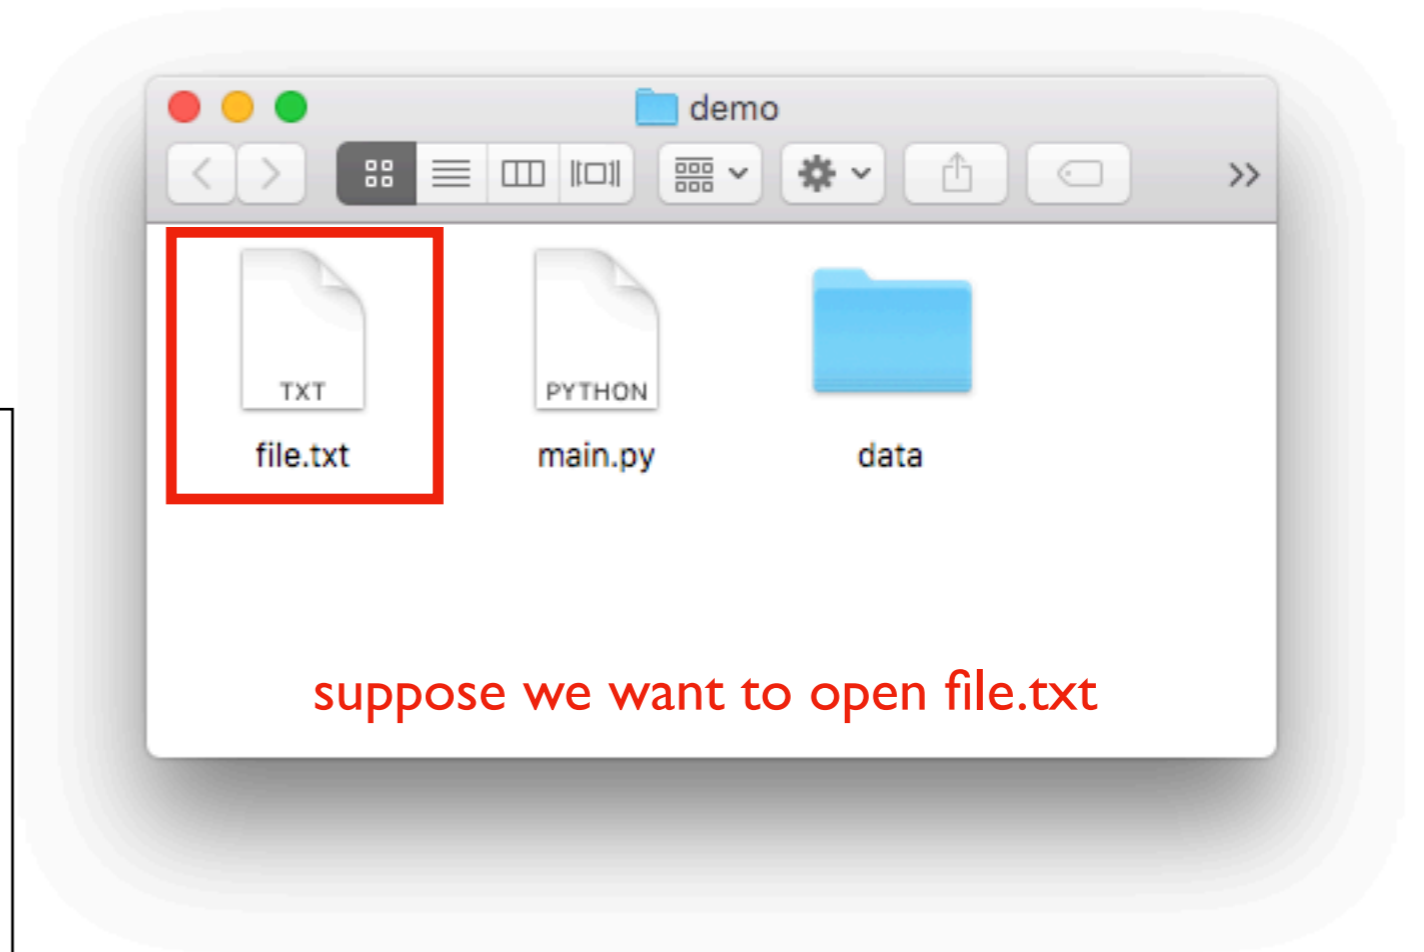 demo
TXT
PYTHON
file.txt
main.py
data
suppose we want to open file.txt